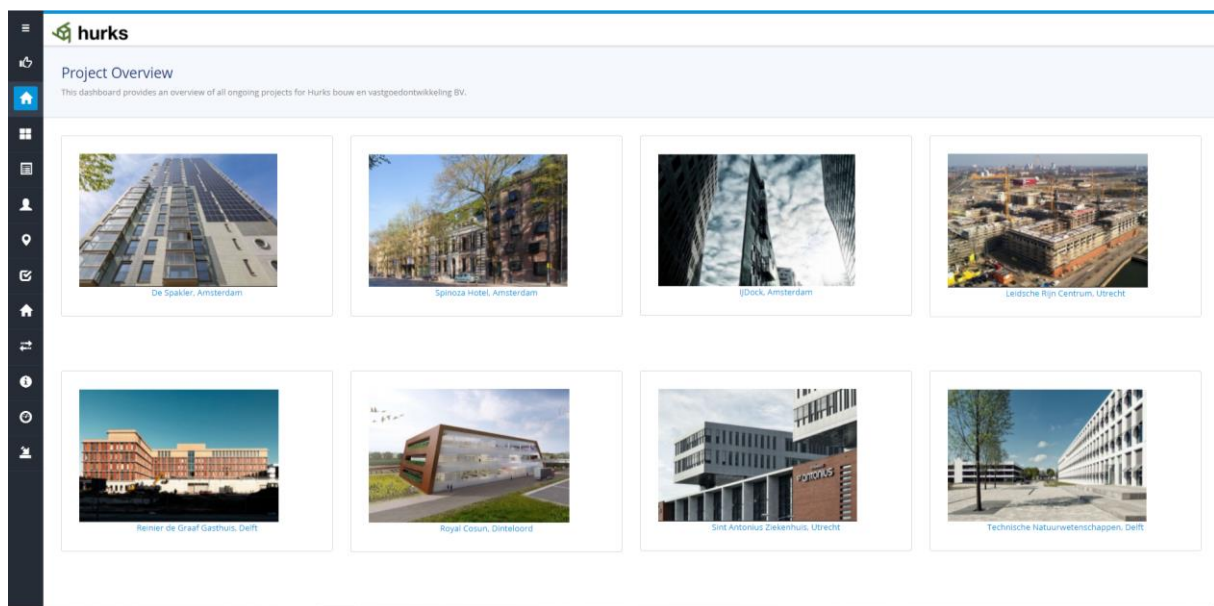 hurks
Project Overview
This dashboard provides an overview of all ongoing projects for Hurks bouw en vastgoedontwikkeling BV.
De Spakler, Amsterdam
Spinoza Hotel, Amsterdam
IJDock, Amsterdam
Leidsche Rijn Centrum, Utrecht
antonius
Reinier de Graaf Gasthuis, Delft
Royal Cosun, Dinteloord
Sint Antonius Ziekenhuis, Utrecht
Technische Natuurwetenschappen, Delft